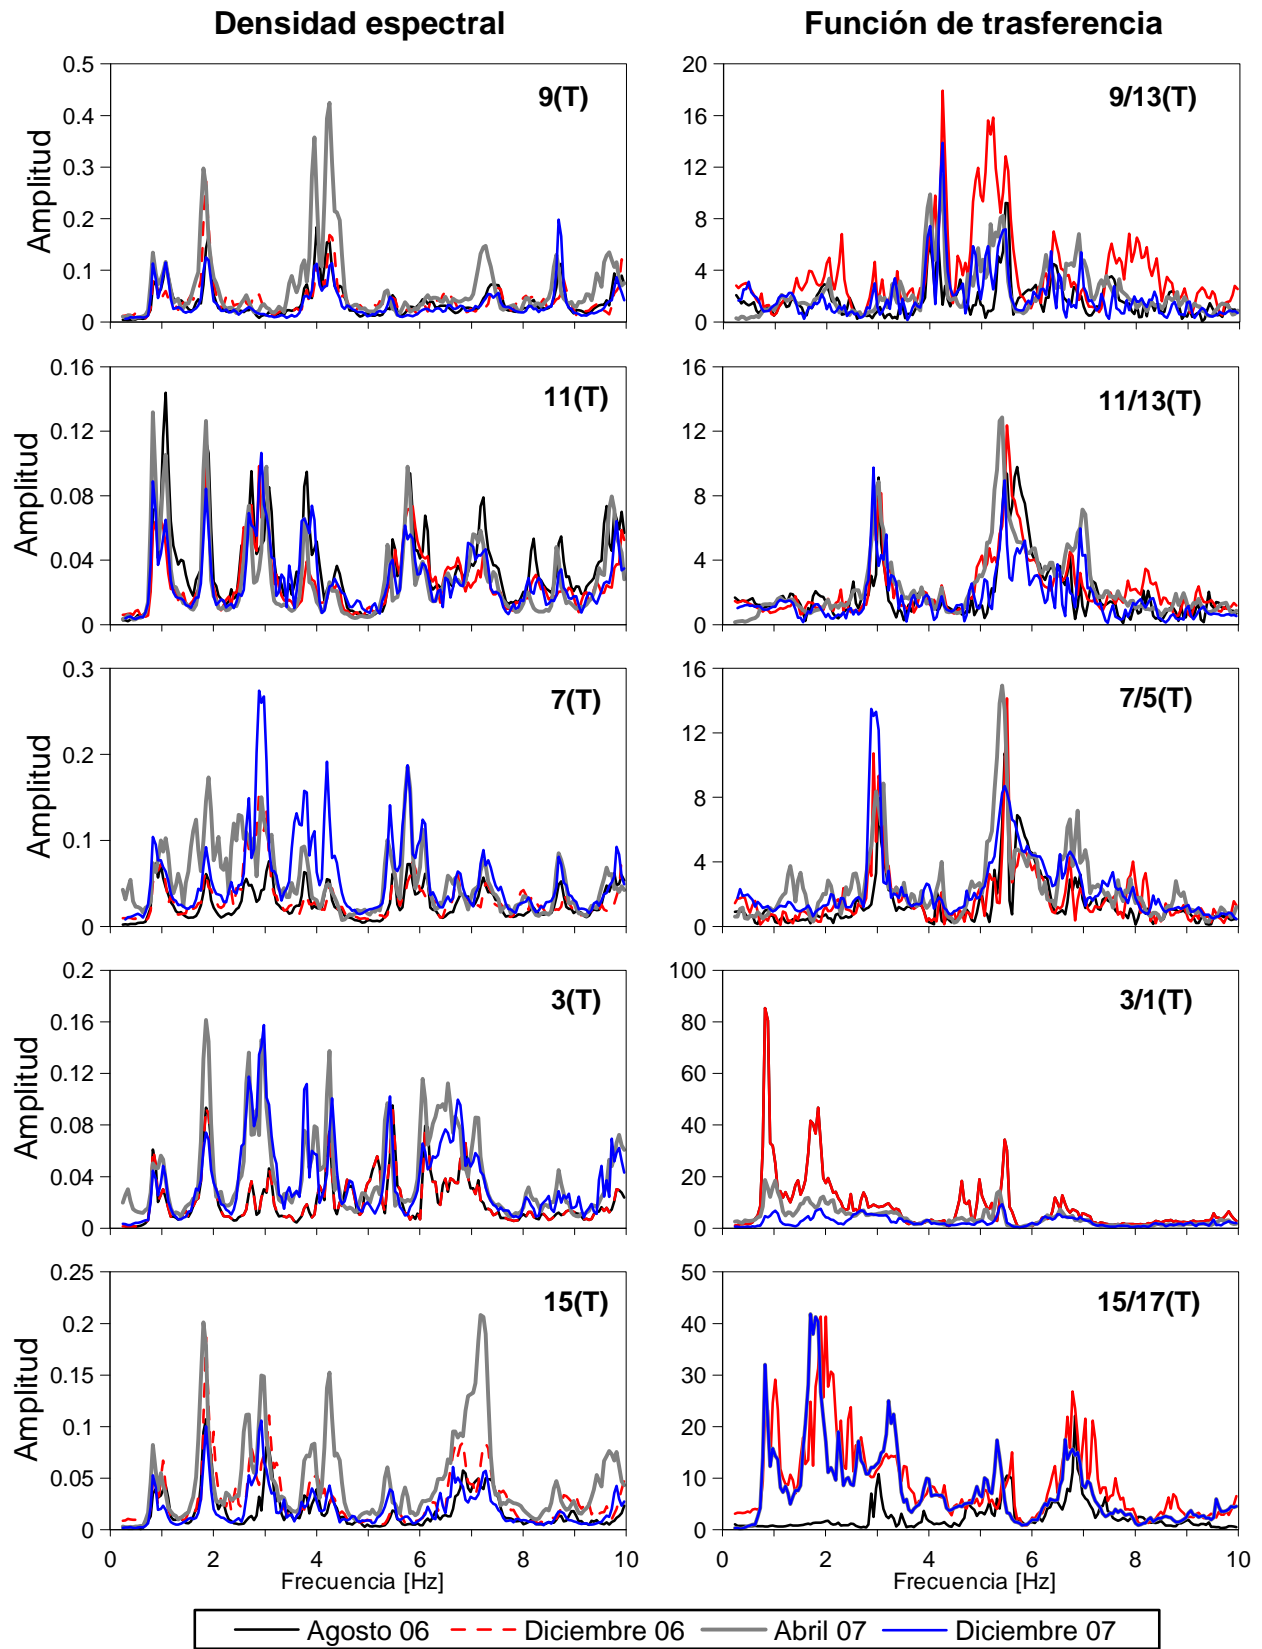 Densidad espectral
Función de trasferencia
0.5
0.4
0.3
0.2
0.1
0
Amplitud
9(T)
20
16
12
8
4
0
9/13(T)
0.16
0.12
0.08
0.04
0
Amplitud
11(T)
16
12
8
4
0
11/13(T)
0.3
0.2
0.1
0
Amplitud
7(T)
16
12
8
4
0
7/5(T)
0.2
0.16
0.12
0.08
0.04
0
Amplitud
3(T)
100
80
60
40
20
0
3/1(T)
0.25
0.2
0.15
0.1
0.05
0
Amplitud
15(T)
0 2 4 6 8 10
Frecuencia [Hz]
50
40
30
20
10
0
15/17(T)
0 2 4 6 8 10
Frecuencia [Hz]
Agosto 06 Diciembre 06 Abril 07 Diciembre 07